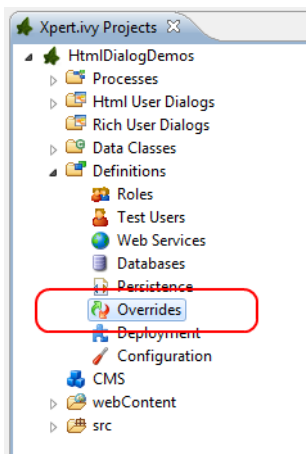 Xpert.ivy Projects
HtmlDialogDemos
Processes
Html User Dialogs
Rich User Dialogs
Data Classes
Definitions
Roles
Test Users
Web Services
Databases
Persistence
Overrides
Deployment
Configuration
CMS
webContent
src